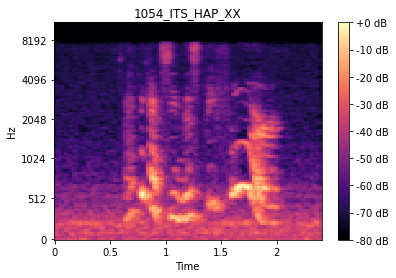 1054_ITS_HAP_XX
+0 dB
8192
-10 dB
4096
-20 dB
-30 dB
2048
Hz
-40 dB
1024
-50 dB
512
-60 dB
-70 dB
0
-80 dB
0
0.5
1
1.5
2
Time